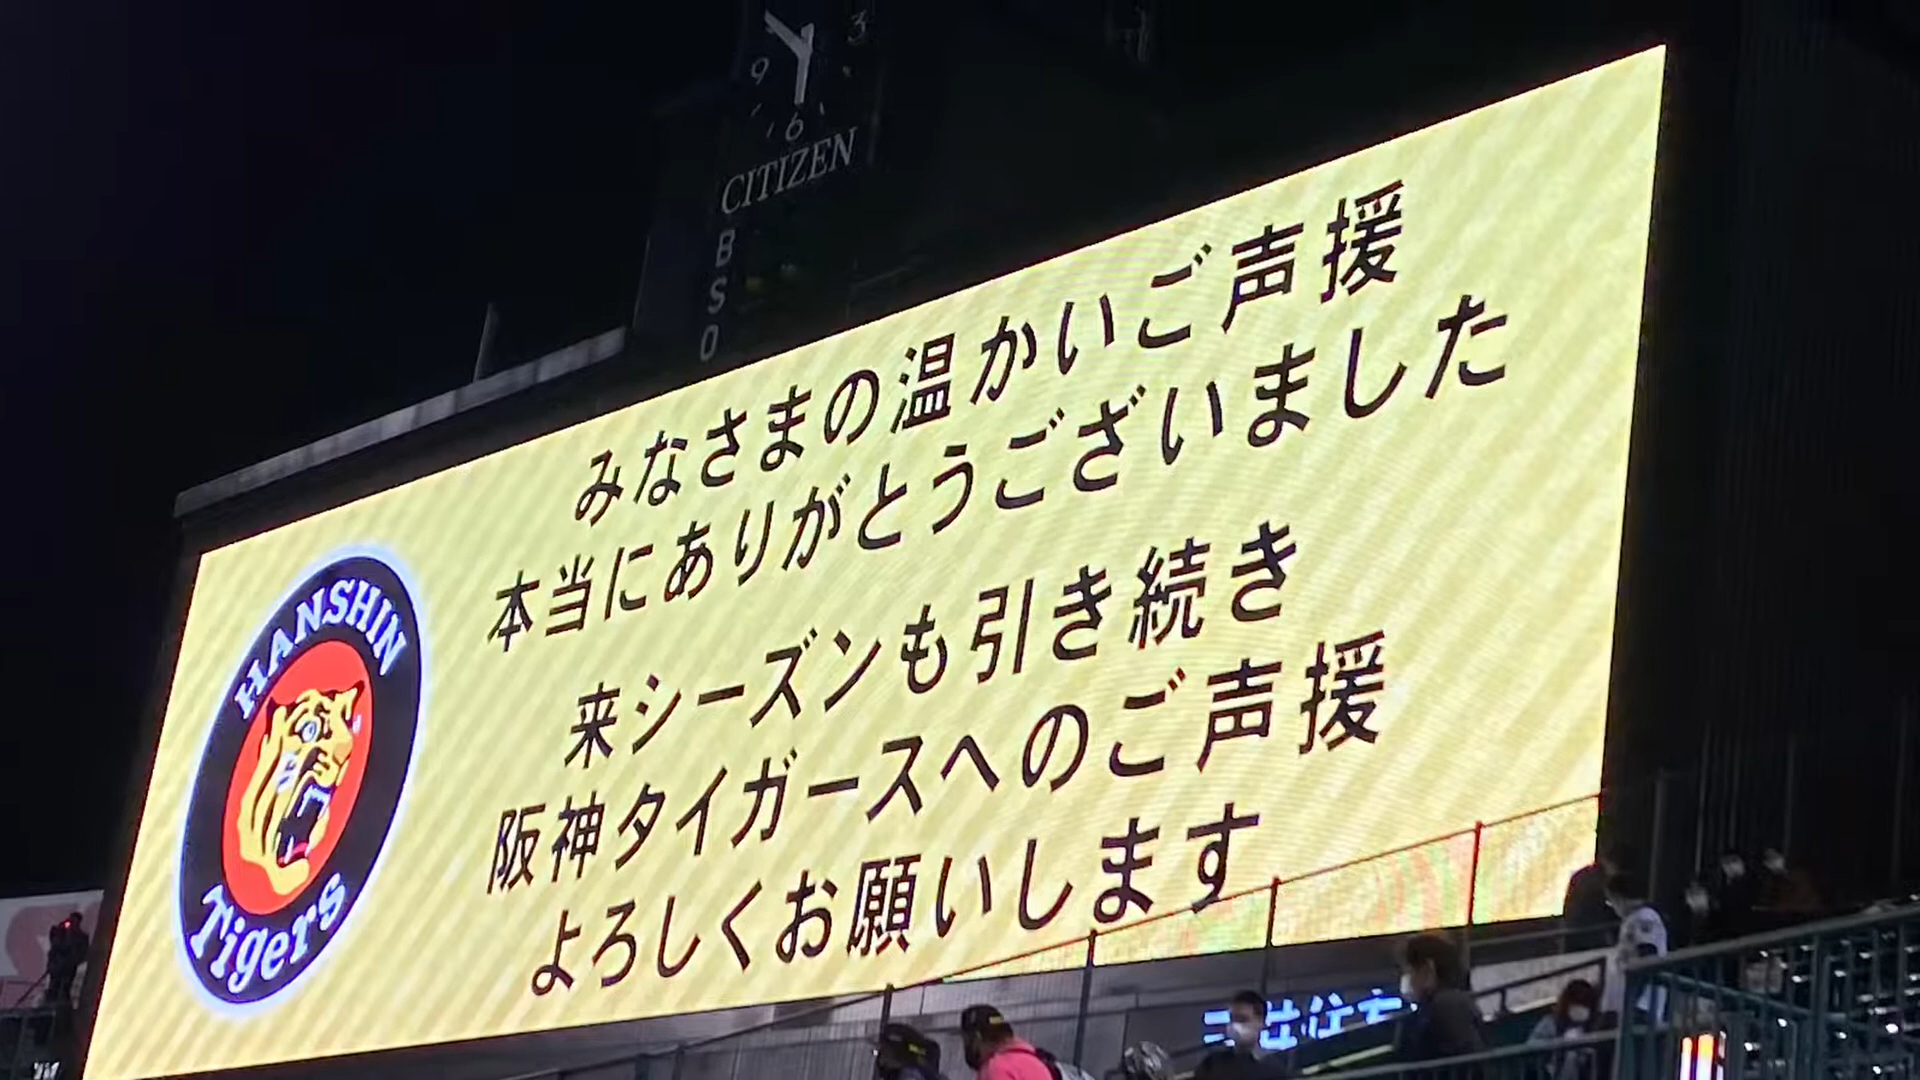 9 3
6
CITIZEN
B
S
O
みなさまの温かいご声援
本当にありがとうございました
来シーズンも引き続き
阪神タイガースへのご声援
よろしくお願いします
HANSHIN
Tigers